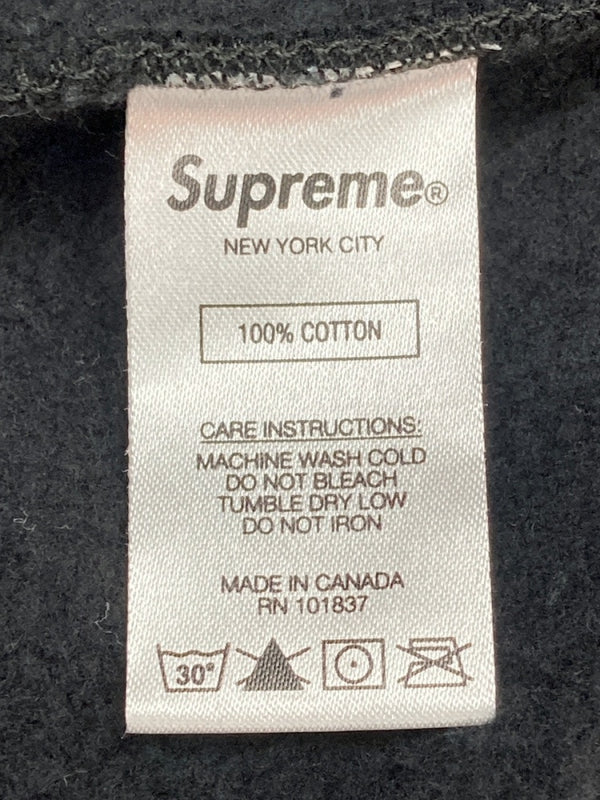 Supreme®
NEW YORK CITY
100% COTTON
CARE INSTRUCTIONS:
MACHINE WASH COLD
DO NOT BLEACH
TUMBLE DRY LOW
DO NOT IRON
MADE IN CANADA
RN 101837
30°